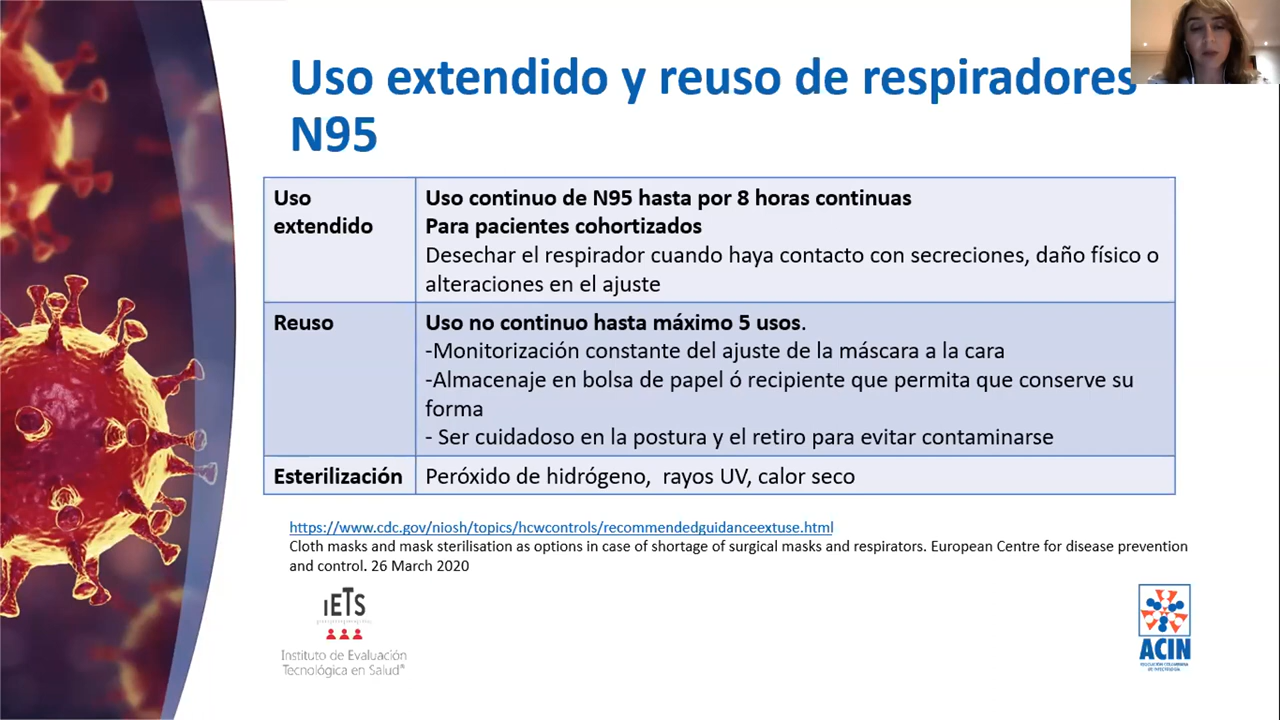 Uso extendido y reuso de respiradores
N95
Uso
extendido
Uso continuo de N95 hasta por 8 horas continuas
Para pacientes cohortizados
Desechar el respirador cuando haya contacto con secreciones, daño físico o
alteraciones en el ajuste
Reuso
Uso no continuo hasta máximo 5 usos.
-Monitorización constante del ajuste de la máscara a la cara
-Almacenaje en bolsa de papel ó recipiente que permita que conserve su
forma
- Ser cuidadoso en la postura y el retiro para evitar contaminarse
Esterilización
Peróxido de hidrógeno, rayos UV, calor seco
https://www.cdc.gov/niosh/topics/hcwcontrols/recommendedguidanceextuse.html
Cloth masks and mask sterilisation as options in case of shortage of surgical masks and respirators. European Centre for disease prevention
and control. 26 March 2020
iETS
Instituto de Evaluación
Tecnológica en Salud®
ACIN
ASOCIACIÓN COLOMBIANA
DE INFECTOLOGÍA